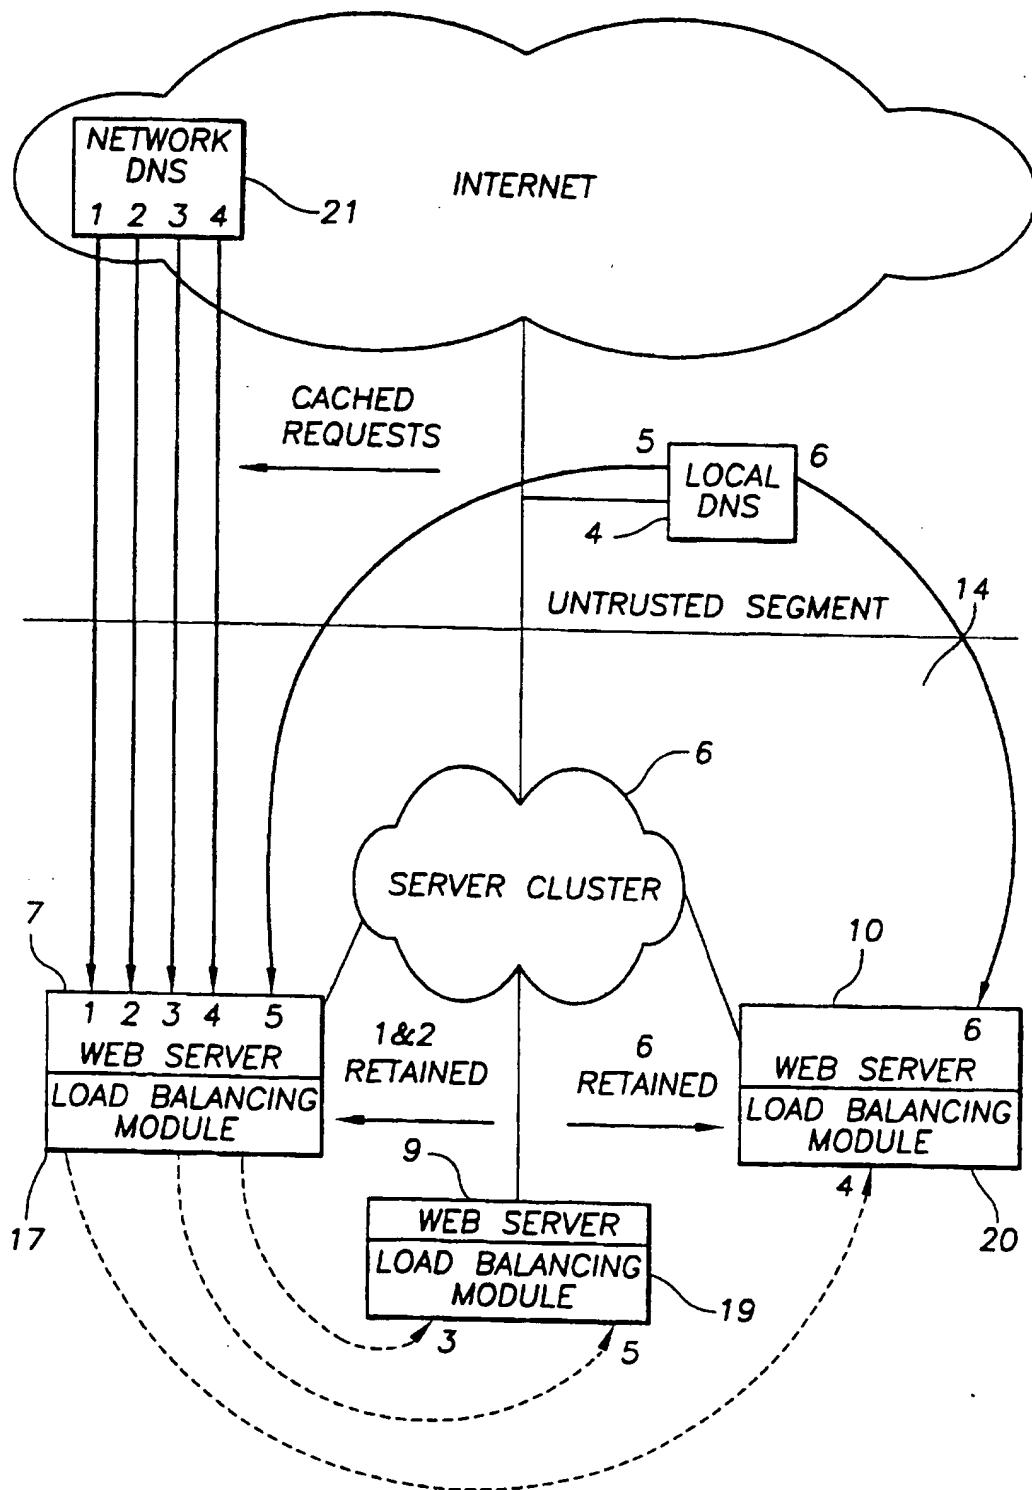 NETWORK
DNS
1 2 3 4
21
INTERNET
CACHED
REQUESTS
5
LOCAL
DNS
6
4
UNTRUSTED SEGMENT
14
6
SERVER CLUSTER
7
10
1 2 3 4 5
WEB SERVER
LOAD BALANCING
MODULE
17
1&2
RETAINED
6
RETAINED
6
WEB SERVER
LOAD BALANCING
MODULE
4
20
9
WEB SERVER
LOAD BALANCING
MODULE
19
3
5